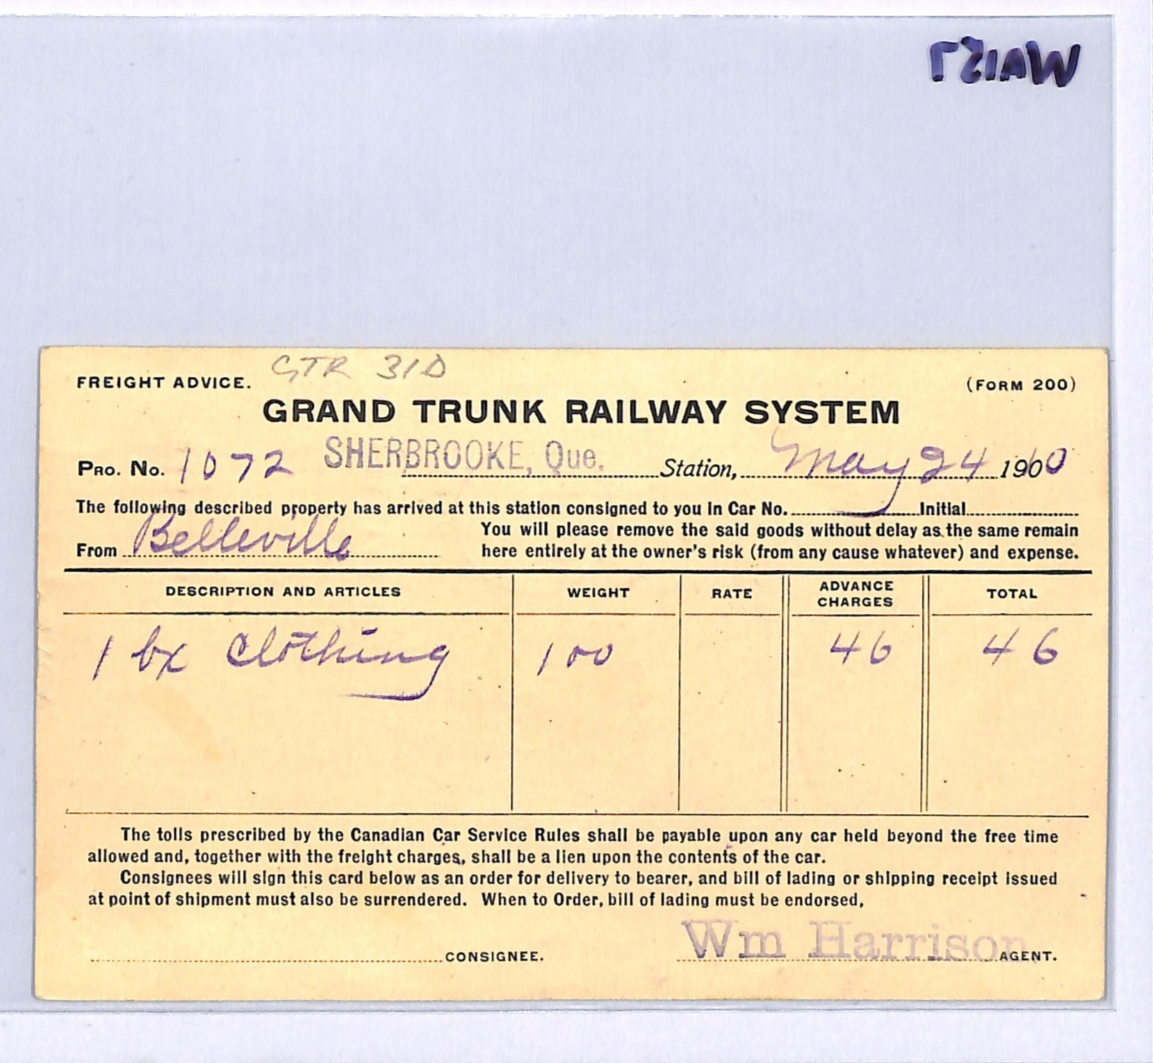 WA157
GTR 31D
FREIGHT ADVICE. (FORM 200)
GRAND TRUNK RAILWAY SYSTEM
PRO. No. 1072 SHERBROOKE, Que. Station, May 24 1910
The following described property has arrived at this station consigned to you in Car No. Initial
From Belleville You will please remove the said goods without delay as the same remain
here entirely at the owner's risk (from any cause whatever) and expense.
DESCRIPTION AND ARTICLES WEIGHT RATE ADVANCE CHARGES TOTAL
1 bx Clothing 100 46 46
The tolls prescribed by the Canadian Car Service Rules shall be payable upon any car held beyond the free time
allowed and, together with the freight charges, shall be a lien upon the contents of the car.
Consignees will sign this card below as an order for delivery to bearer, and bill of lading or shipping receipt issued
at point of shipment must also be surrendered. When to Order, bill of lading must be endorsed,
CONSIGNEE. Wm Harrison AGENT.